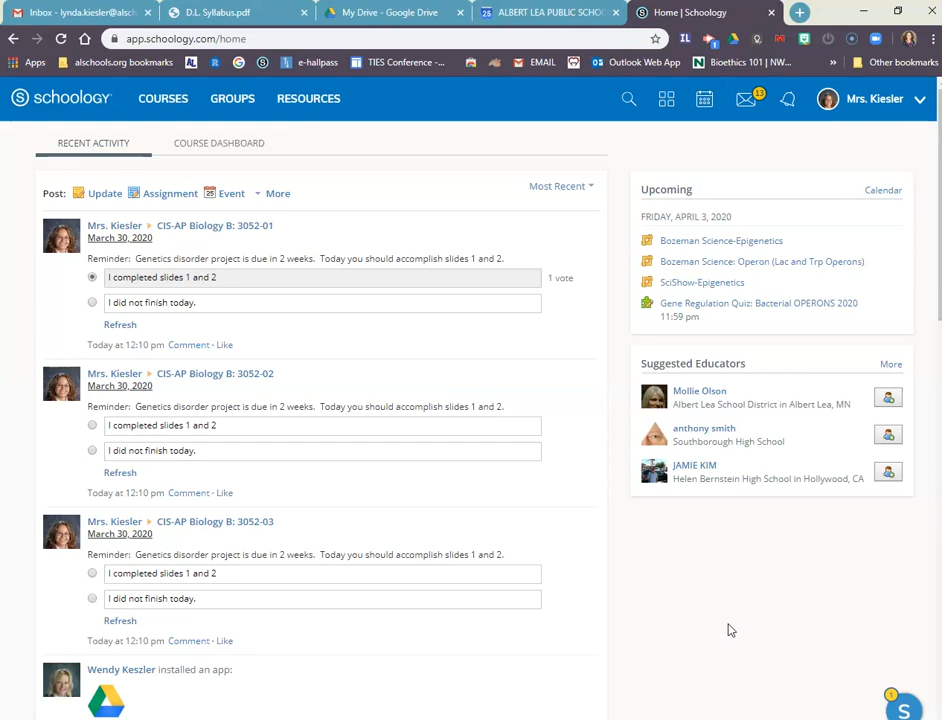 Inbox - lynda.kiesler@alsch
D.L. Syllabus.pdf
My Drive - Google Drive
25
ALBERT LEA PUBLIC SCHOO
Home | Schoology
app.schoology.com/home
IL
1
Apps
alschools.org bookmarks
AL
R
G
S
e-hallpass
TIES Conference -...
EMAIL
Outlook Web App
N
Bioethics 101 | NW...
»
Other bookmarks
S schoology
COURSES
GROUPS
RESOURCES
13
Mrs. Kiesler
RECENT ACTIVITY
COURSE DASHBOARD
Post:
Update
Assignment
25
Event
More
Most Recent
Mrs. Kiesler
CIS-AP Biology B: 3052-01
March 30, 2020
Reminder: Genetics disorder project is due in 2 weeks. Today you should accomplish slides 1 and 2.
I completed slides 1 and 2
1 vote
I did not finish today.
Refresh
Today at 12:10 pm Comment · Like
Mrs. Kiesler
CIS-AP Biology B: 3052-02
March 30, 2020
Reminder: Genetics disorder project is due in 2 weeks. Today you should accomplish slides 1 and 2.
I completed slides 1 and 2
I did not finish today.
Refresh
Today at 12:10 pm Comment · Like
Mrs. Kiesler
CIS-AP Biology B: 3052-03
March 30, 2020
Reminder: Genetics disorder project is due in 2 weeks. Today you should accomplish slides 1 and 2.
I completed slides 1 and 2
I did not finish today.
Refresh
Today at 12:10 pm Comment · Like
Wendy Keszler installed an app:
Upcoming
Calendar
FRIDAY, APRIL 3, 2020
Bozeman Science-Epigenetics
Bozeman Science: Operon (Lac and Trp Operons)
SciShow-Epigenetics
Gene Regulation Quiz: Bacterial OPERONS 2020
11:59 pm
Suggested Educators
More
Mollie Olson
Albert Lea School District in Albert Lea, MN
anthony smith
Southborough High School
JAMIE KIM
Helen Bernstein High School in Hollywood, CA
1
S